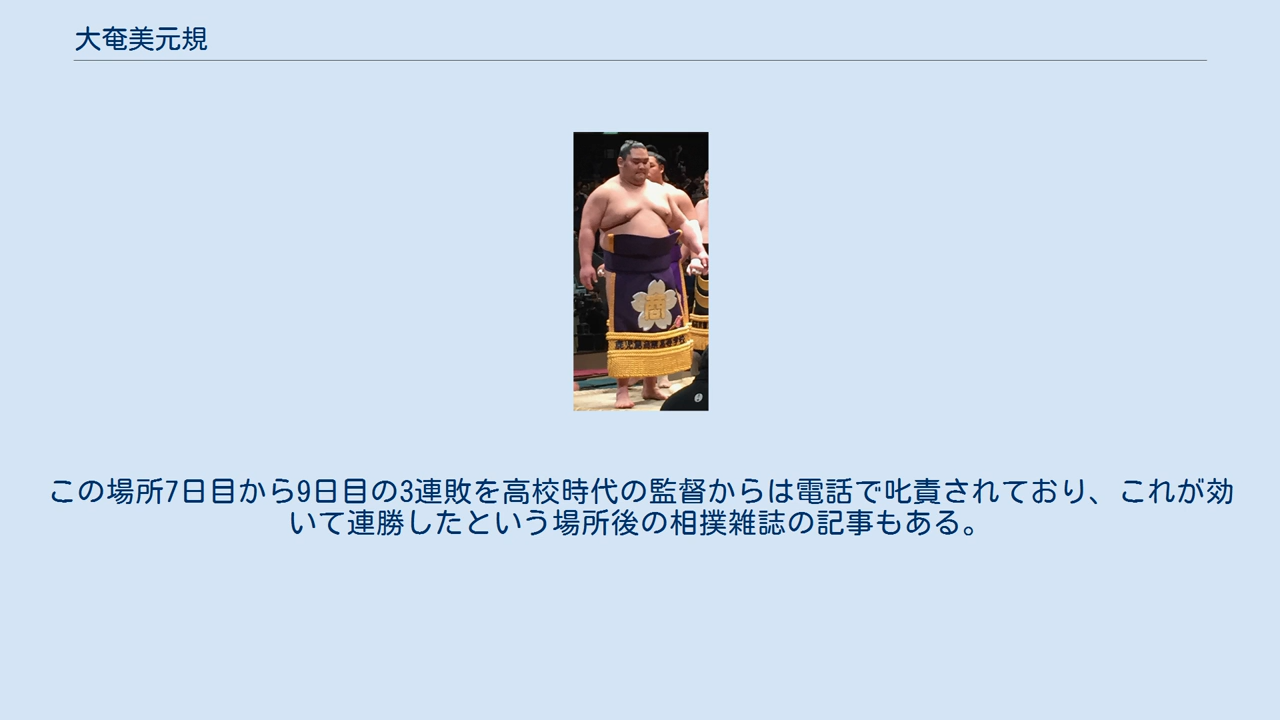 大奄美元規
商
この場所7日目から9日目の3連敗を高校時代の監督からは電話で叱責されており、これが効
いて連勝したという場所後の相撲雑誌の記事もある。